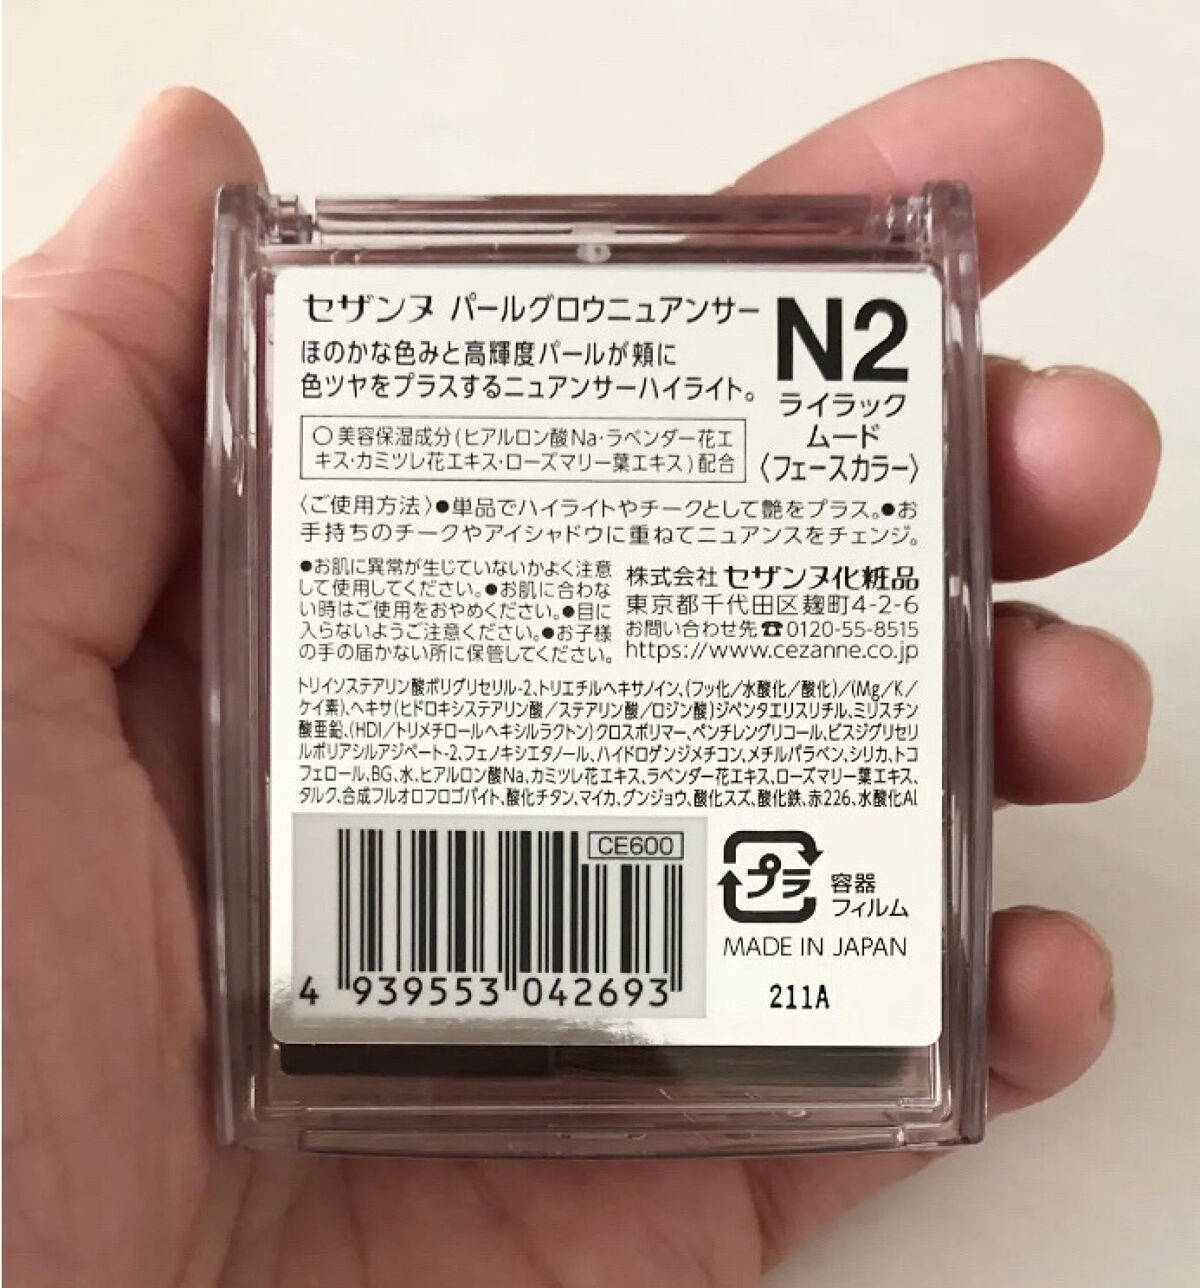 セザンヌ パールグロウニュアンサー
ほのかな色みと高輝度パールが頬に
色ツヤをプラスするニュアンサーハイライト。
N2
ライラック
ムード
〈フェースカラー〉
○美容保湿成分(ヒアルロン酸Na・ラベンダー花エ
キス・カミツレ花エキス・ローズマリー葉エキス)配合
〈ご使用方法〉●単品でハイライトやチークとして艶をプラス。●お
手持ちのチークやアイシャドウに重ねてニュアンスをチェンジ。
●お肌に異常が生じていないかよく注意
して使用してください。●お肌に合わな
い時はご使用をおやめください。●目に
入らないようご注意ください。●お子様
の手の届かない所に保管してください。
株式会社 セザンヌ化粧品
東京都千代田区麹町4-2-6
お問い合わせ先☎0120-55-8515
https://www.cezanne.co.jp
トリイソステアリン酸ポリグリセリル-2、トリエチルヘキサノイン、(フッ化/水酸化/酸化)/(Mg/K/
ケイ素)、ヘキサ(ヒドロキシステアリン酸/ステアリン酸/ロジン酸)ジペンタエリスリチル、ミリスチン
酸亜鉛、(HDI/トリメチロールヘキシルラクトン)クロスポリマー、ペンチレングリコール、ビスジグリセリ
ルポリアシルアジペート-2、フェノキシエタノール、ハイドロゲンジメチコン、メチルパラベン、シリカ、トコ
フェロール、BG、水、ヒアルロン酸Na、カミツレ花エキス、ラベンダー花エキス、ローズマリー葉エキス、
タルク、合成フルオロフロゴパイト、酸化チタン、マイカ、グンジョウ、酸化スズ、酸化鉄、赤226、水酸化Al
CE600
4 939553 042693
プラ
容器
フィルム
MADE IN JAPAN
211A